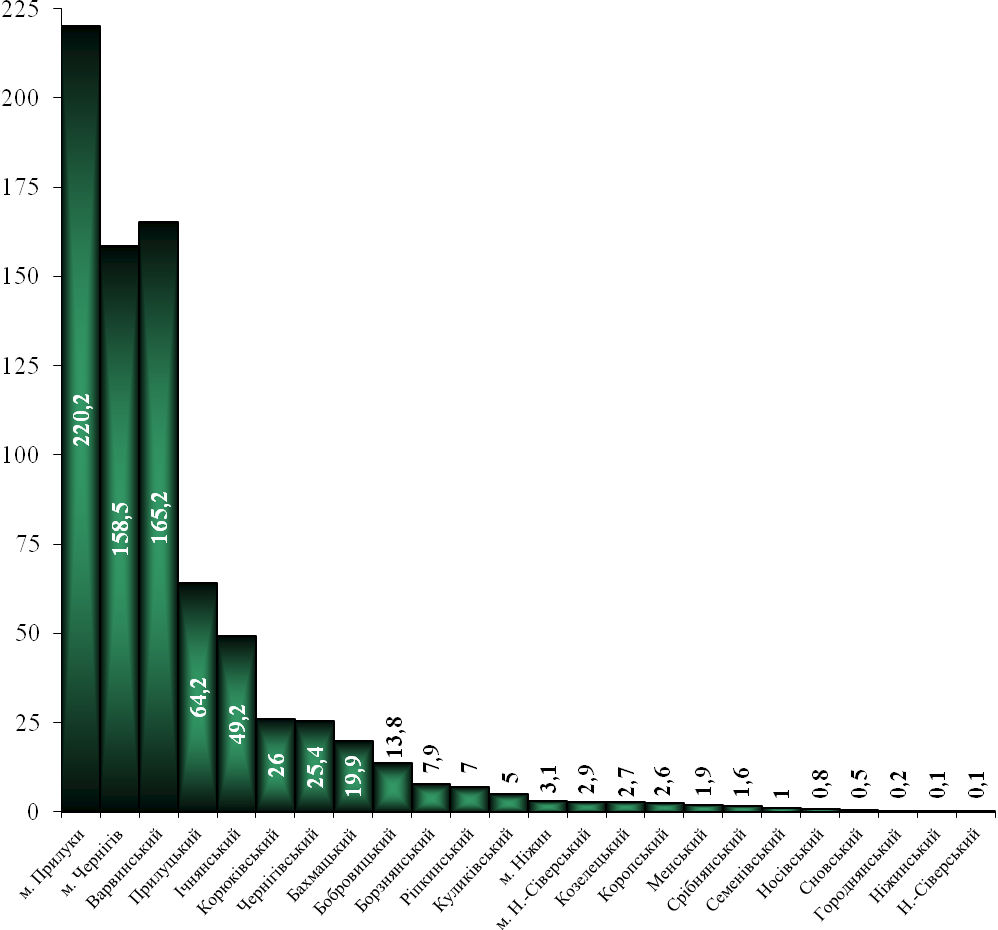 225
200
175
150
125
100
75
50
25
0
220,2
158,5
165,2
64,2
49,2
26
25,4
19,9
13,8
7,9
7
5
3,1
2,9
2,7
2,6
1,9
1,6
1
0,8
0,5
0,2
0,1
0,1
м. Прилуки
м. Чернігів
Варвинський
Прилуцький
Ічнянський
Корюківський
Чернігівський
Бахмацький
Бобровицький
Борзнянський
Ріпкинський
Куликівський
м. Ніжин
м. Н.-Сіверський
Козелецький
Коропський
Менський
Срібнянський
Семенівський
Носівський
Сновський
Городнянський
Ніжинський
Н.-Сіверський